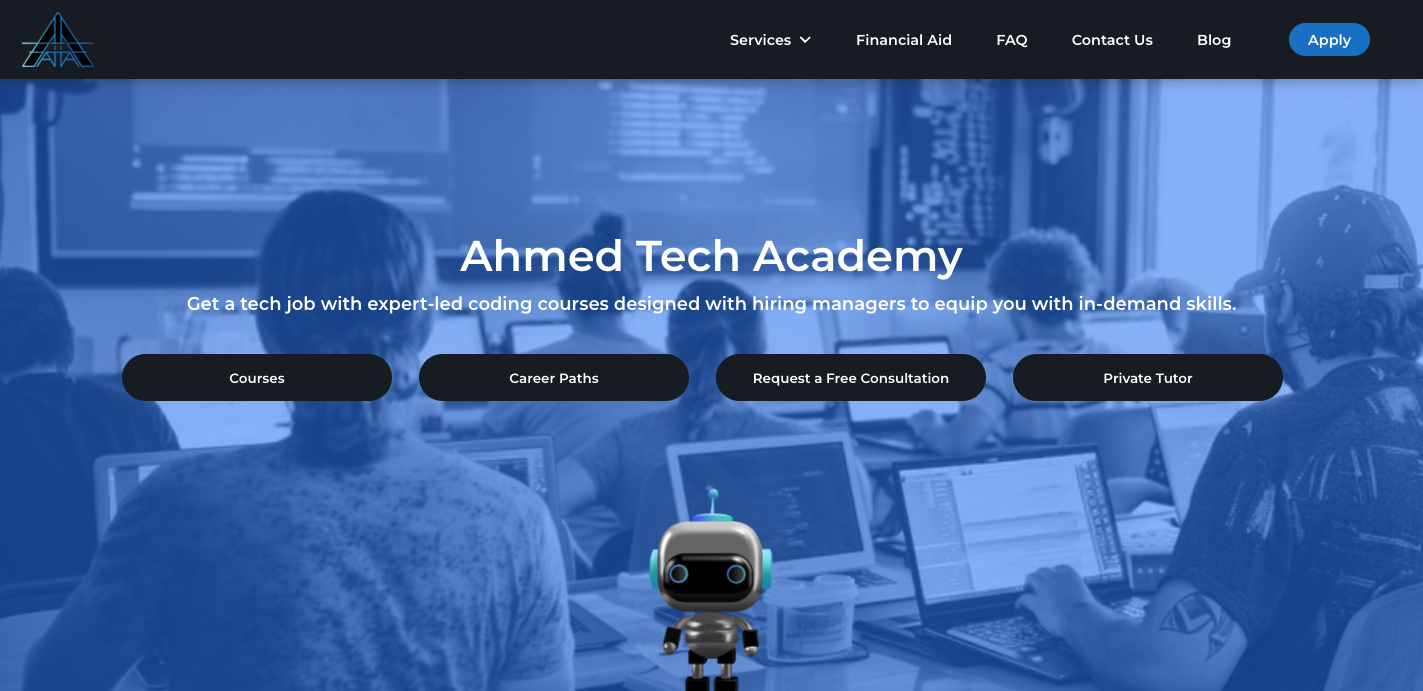 Services
Financial Aid
FAQ
Contact Us
Blog
Apply
Ahmed Tech Academy
Get a tech job with expert-led coding courses designed with hiring managers to equip you with in-demand skills.
Courses
Career Paths
Request a Free Consultation
Private Tutor